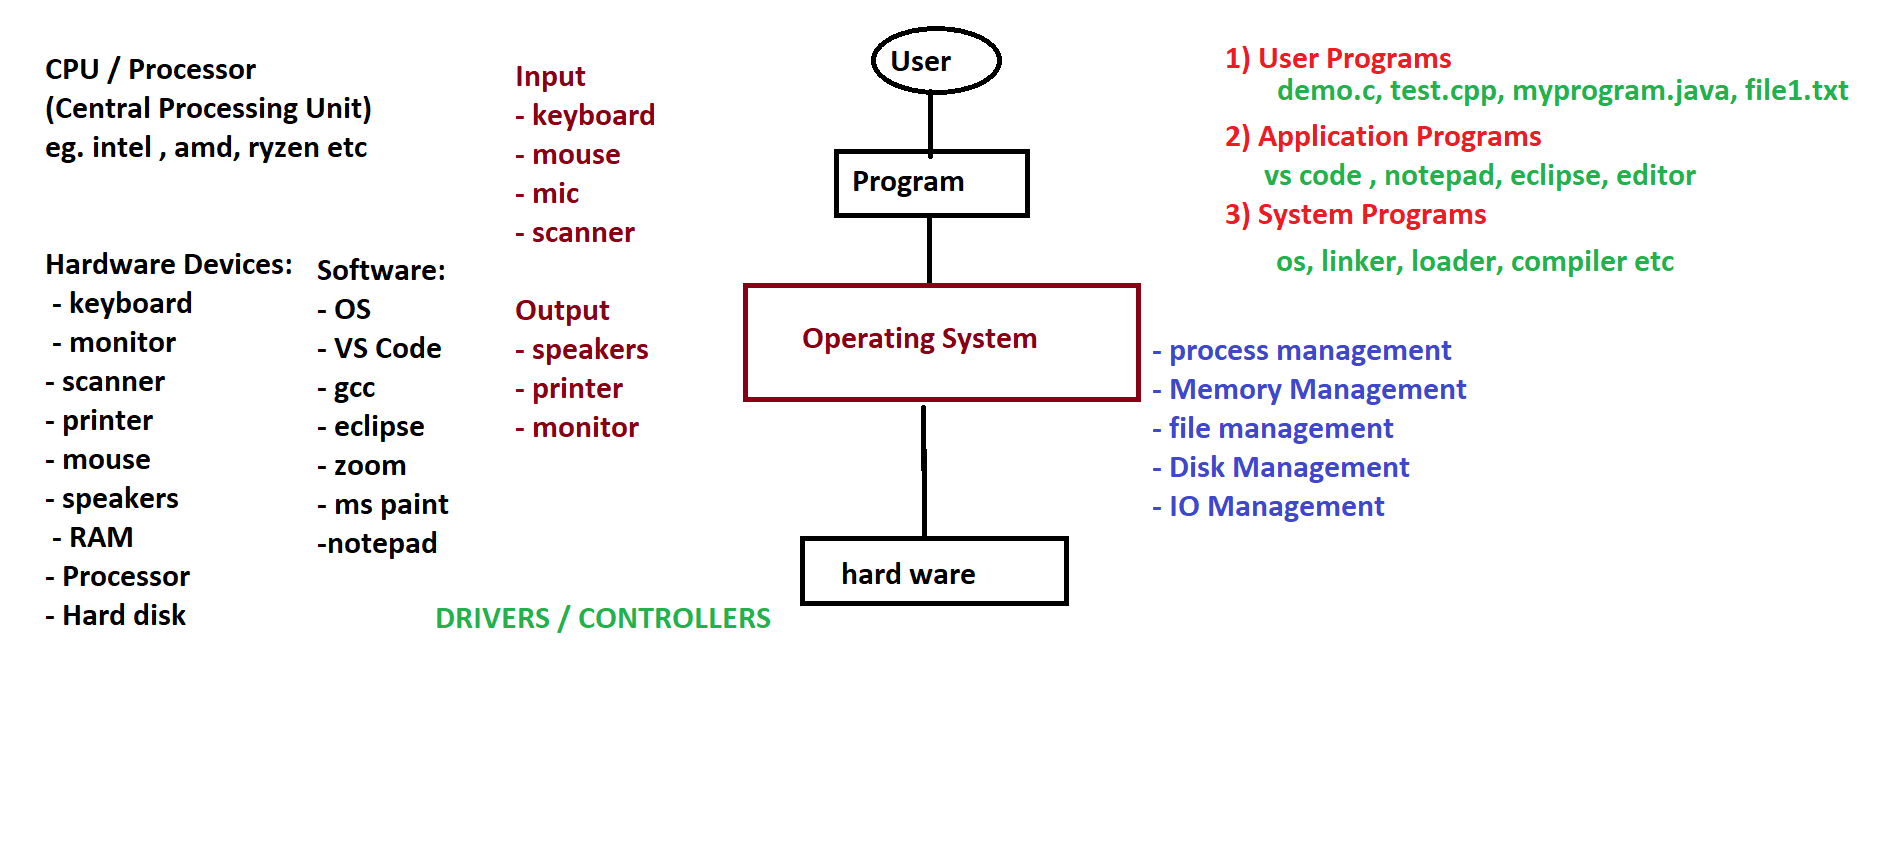 CPU / Processor
(Central Processing Unit)
eg. intel , amd, ryzen etc
Hardware Devices:
- keyboard
- monitor
- scanner
- printer
- mouse
- speakers
- RAM
- Processor
- Hard disk
Software:
- OS
- VS Code
- gcc
- eclipse
- zoom
- ms paint
-notepad
Input
- keyboard
- mouse
- mic
- scanner
Output
- speakers
- printer
- monitor
DRIVERS / CONTROLLERS
User
Program
Operating System
hard ware
1) User Programs
demo.c, test.cpp, myprogram.java, file1.txt
2) Application Programs
vs code , notepad, eclipse, editor
3) System Programs
os, linker, loader, compiler etc
- process management
- Memory Management
- file management
- Disk Management
- IO Management